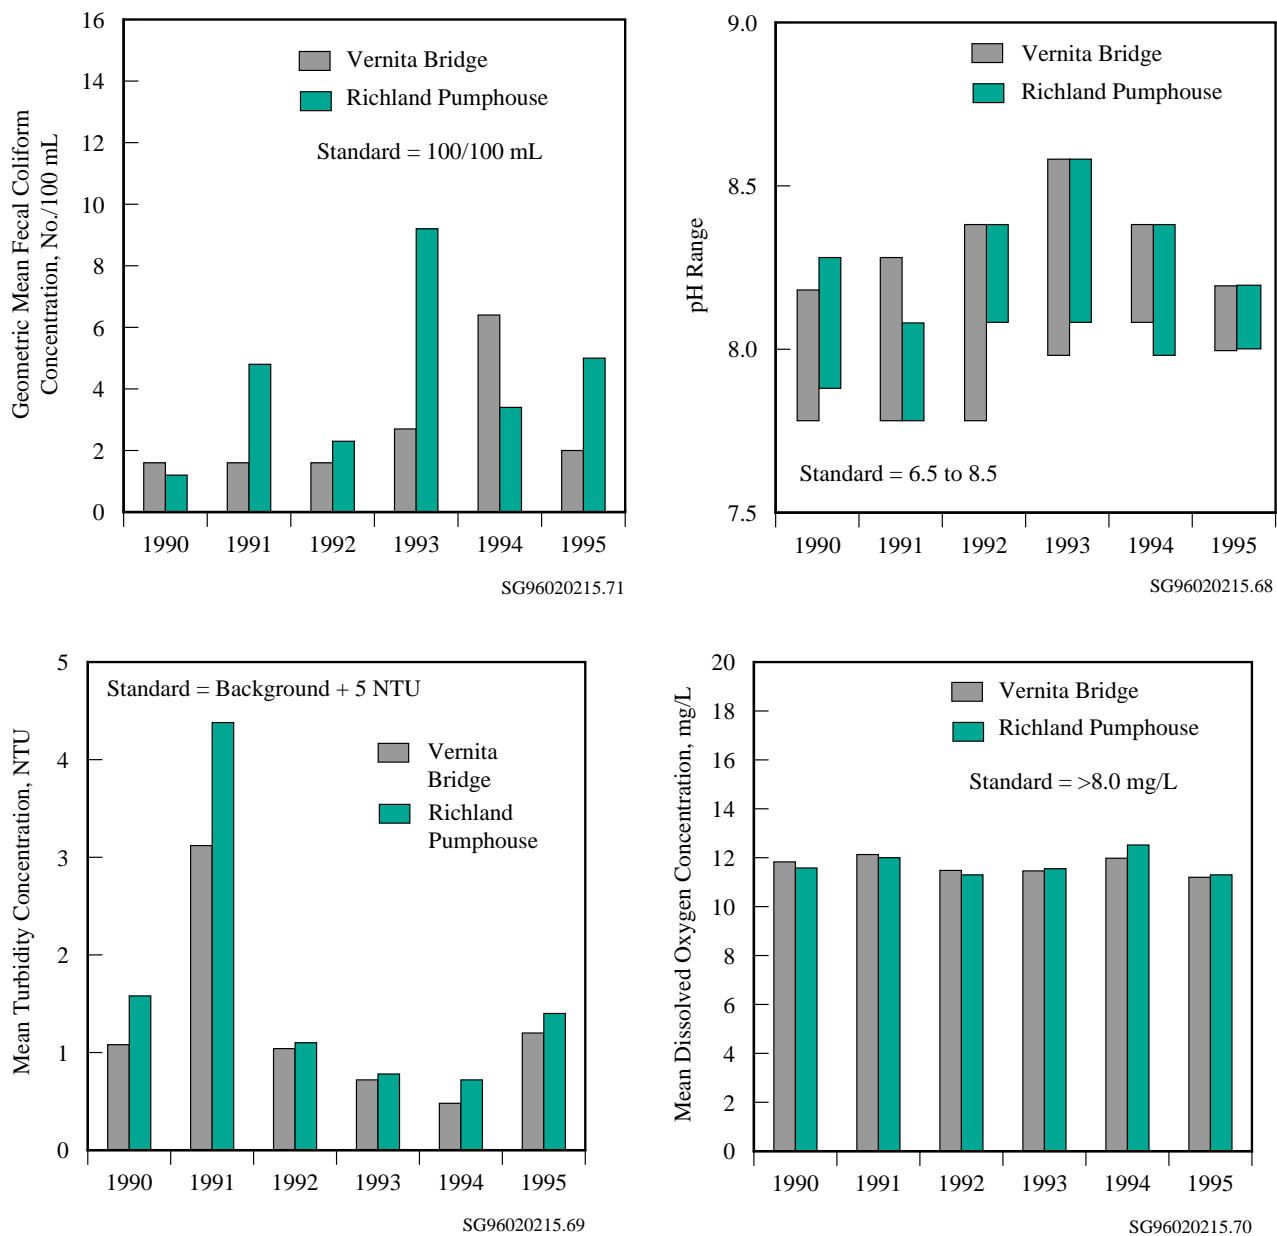 16
14
12
10
8
6
4
2
0
Geometric Mean Fecal Coliform
Concentration, No./100 mL
Vernita Bridge
Richland Pumphouse
Standard = 100/100 mL
1990 1991 1992 1993 1994 1995
SG96020215.71
9.0
8.5
8.0
7.5
pH Range
Vernita Bridge
Richland Pumphouse
Standard = 6.5 to 8.5
1990 1991 1992 1993 1994 1995
SG96020215.68
5
4
3
2
1
0
Mean Turbidity Concentration, NTU
Standard = Background + 5 NTU
Vernita
Bridge
Richland
Pumphouse
1990 1991 1992 1993 1994 1995
SG96020215.69
20
18
16
14
12
10
8
6
4
2
0
Mean Dissolved Oxygen Concentration, mg/L
Vernita Bridge
Richland Pumphouse
Standard = >8.0 mg/L
1990 1991 1992 1993 1994 1995
SG96020215.70